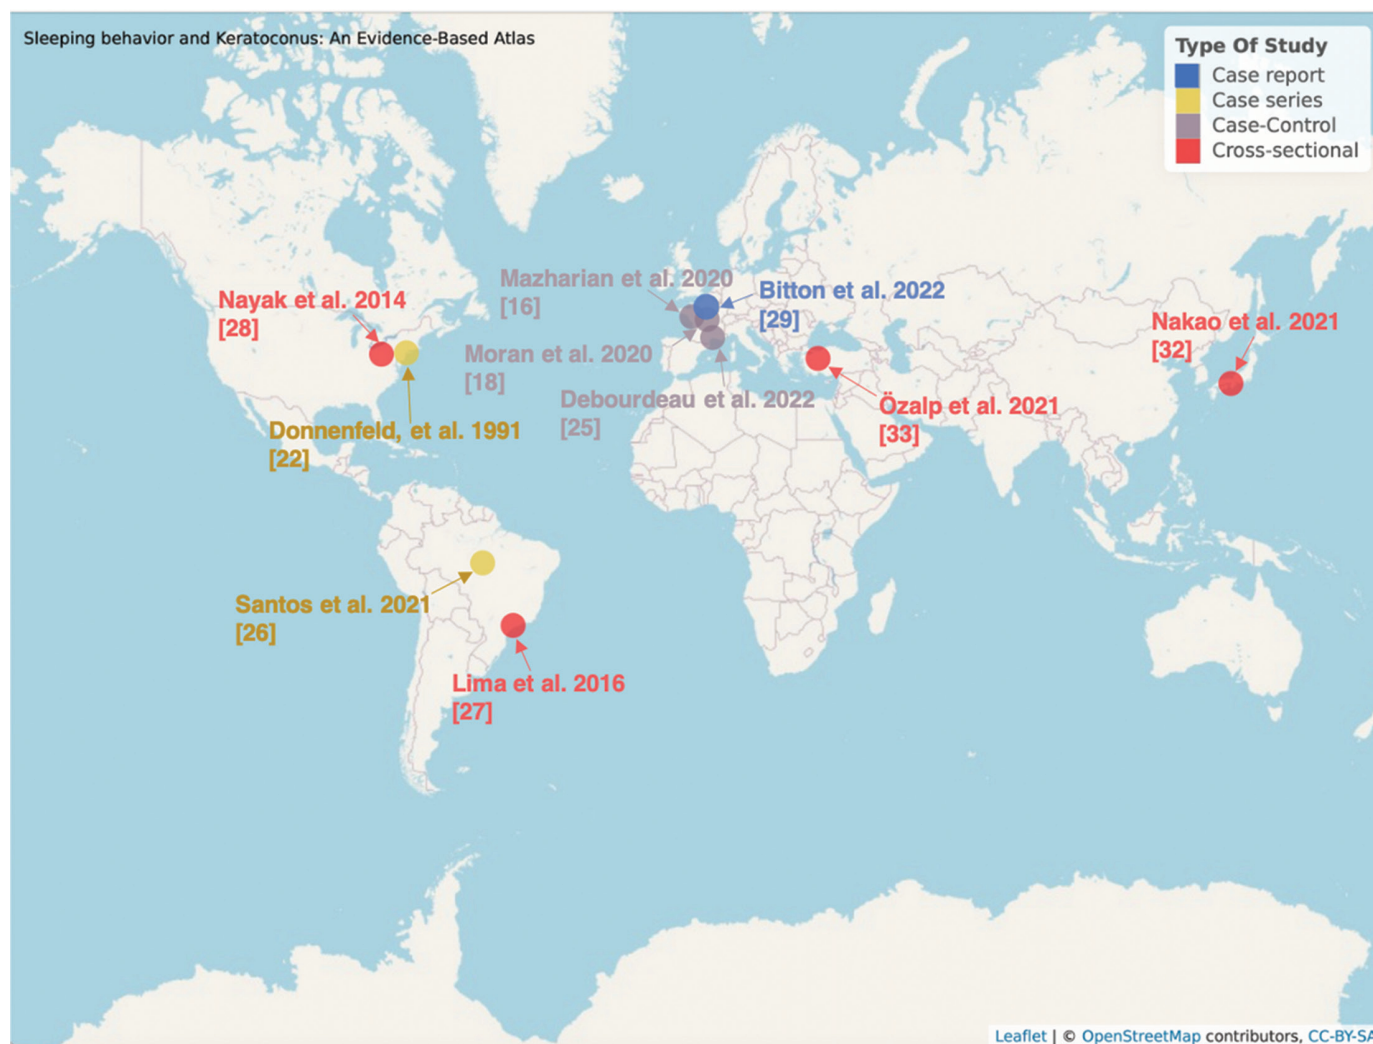 Sleeping behavior and Keratoconus: An Evidence-Based Atlas
Type Of Study
Case report
Case series
Case-Control
Cross-sectional
Mazharian et al. 2020
[16]
Bitton et al. 2022
[29]
Nayak et al. 2014
[28]
Nakao et al. 2021
[32]
Moran et al. 2020
[18]
Debourdeau et al. 2022
[25]
Özalp et al. 2021
[33]
Donnenfeld, et al. 1991
[22]
Santos et al. 2021
[26]
Lima et al. 2016
[27]
Leaflet | © OpenStreetMap contributors, CC-BY-SA